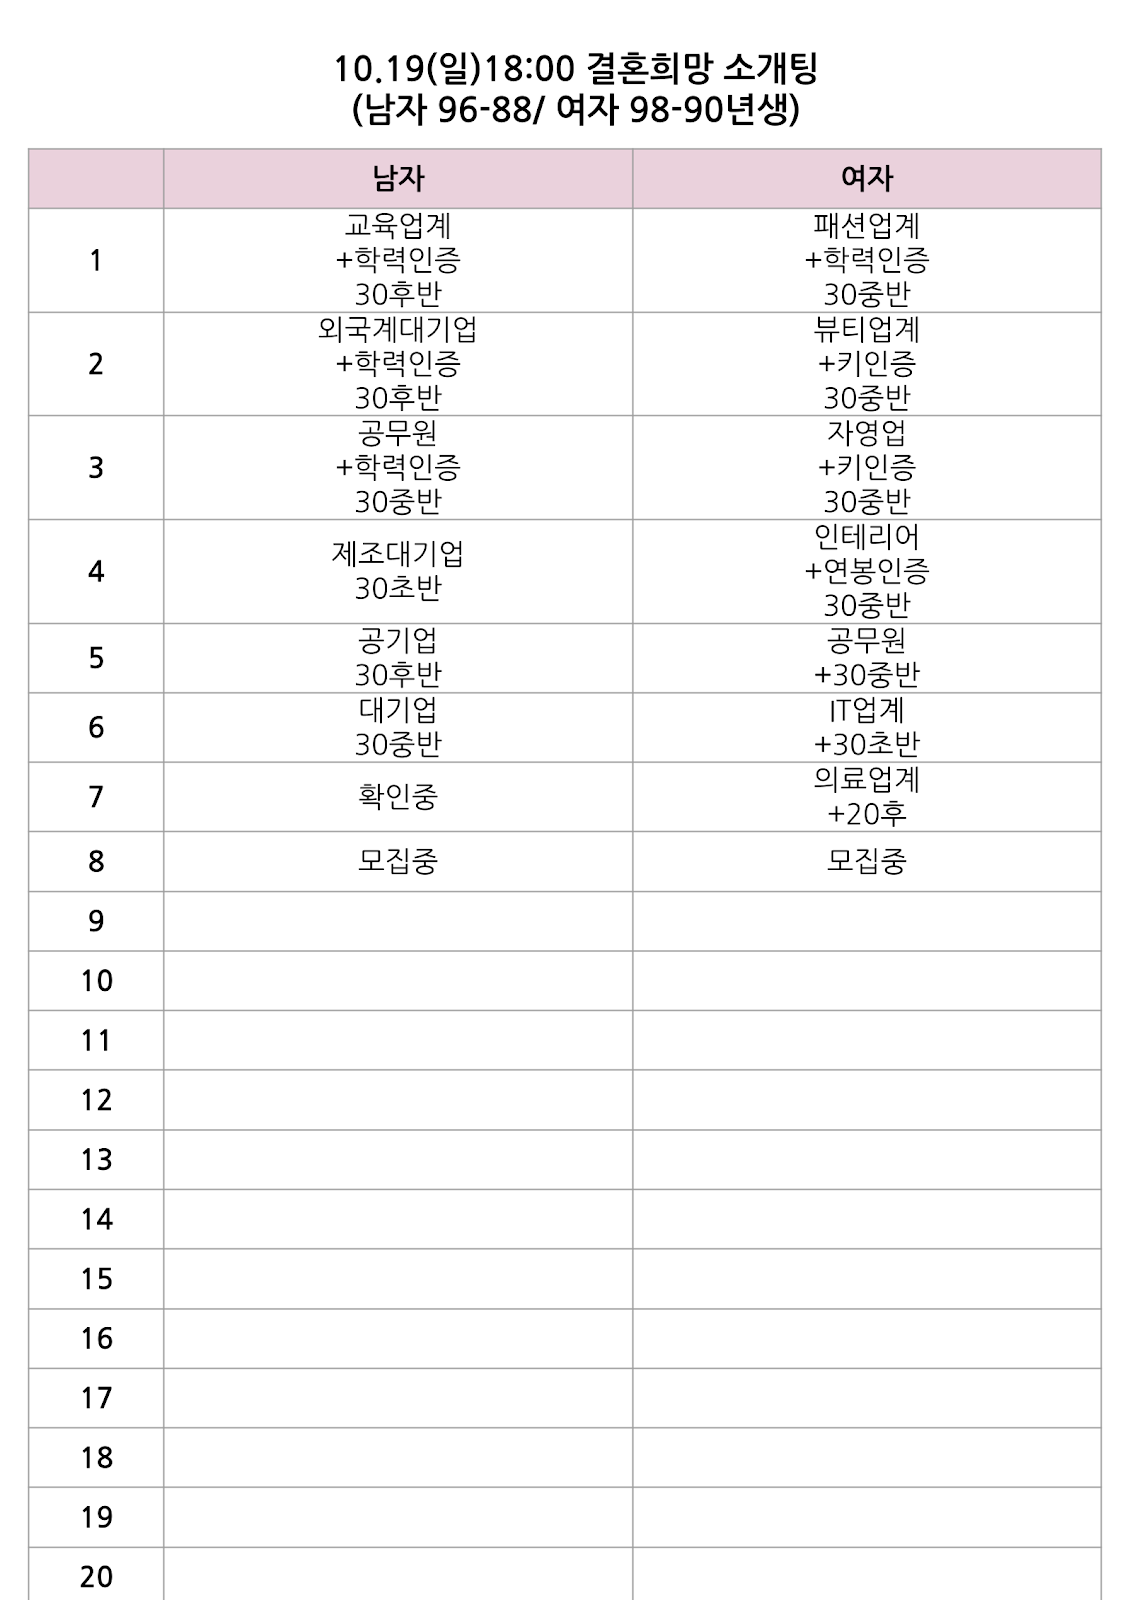 10.19(일)18:00 결혼희망 소개팅
(남자 96-88/ 여자 98-90년생)
남자 여자
1
교육업계
+학력인증
30후반
패션업계
+학력인증
30중반
2
외국계대기업
+학력인증
30후반
뷰티업계
+키인증
30중반
3
공무원
+학력인증
30중반
자영업
+키인증
30중반
4
제조대기업
30초반
인테리어
+연봉인증
30중반
5
공기업
30후반
공무원
+30중반
6
대기업
30중반
IT업계
+30초반
7
확인중
의료업계
+20후
8
모집중
모집중
9
10
11
12
13
14
15
16
17
18
19
20